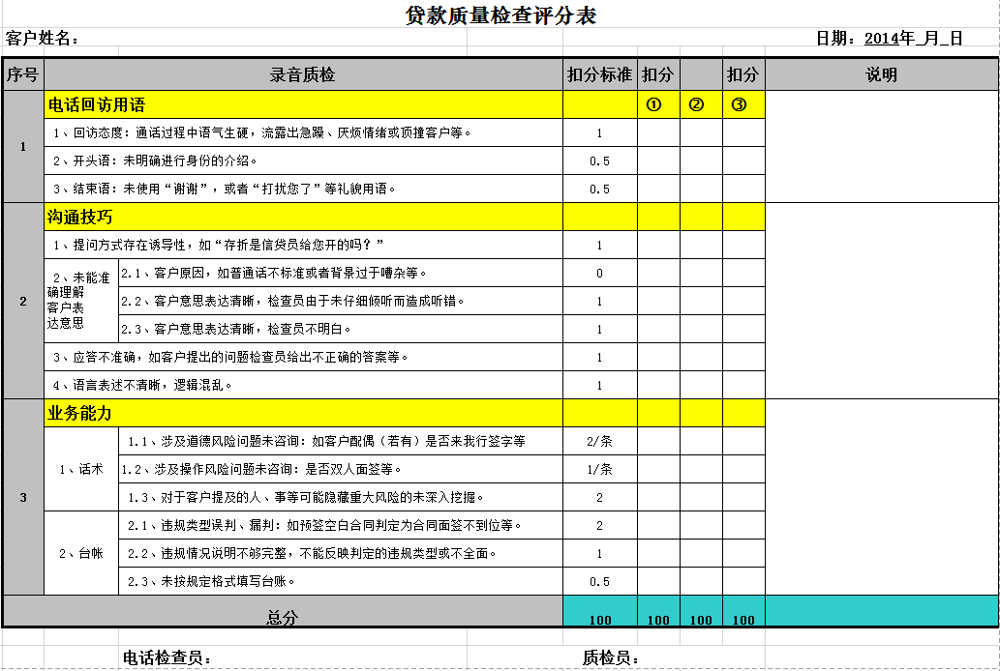 贷款质量检查评分表
客户姓名： 日期：2014年_月_日
序号 录音质检 扣分标准 扣分 扣分 说明
1 电话回访用语 ① ② ③
1、回访态度：通话过程中语气生硬，流露出急躁、厌烦情绪或顶撞客户等。 1
2、开头语：未明确进行身份的介绍。 0.5
3、结束语：未使用“谢谢”，或者“打扰您了”等礼貌用语。 0.5
2 沟通技巧
1、提问方式存在诱导性，如“存折是信贷员给您开的吗？” 1
2、未能准
确理解
客户表
达意思
2.1、客户原因，如普通话不标准或者背景过于嘈杂等。 0
2.2、客户意思表达清晰，检查员由于未仔细倾听而造成听错。 1
2.3、客户意思表达清晰，检查员不明白。 1
3、应答不准确，如客户提出的问题检查员给出不正确的答案等。 1
4、语言表述不清晰，逻辑混乱。 1
3 业务能力
1、话术
1.1、涉及道德风险问题未咨询：如客户配偶（若有）是否来我行签字等 2/条
1.2、涉及操作风险问题未咨询：是否双人面签等。 1/条
1.3、对于客户提及的人、事等可能隐藏重大风险的未深入挖掘。 2
2、台帐
2.1、违规类型误判、漏判：如预签空白合同判定为合同面签不到位等。 2
2.2、违规情况说明不够完整，不能反映判定的违规类型或不全面。 1
2.3、未按规定格式填写台账。 0.5
总分 100 100 100 100
电话检查员： 质检员：